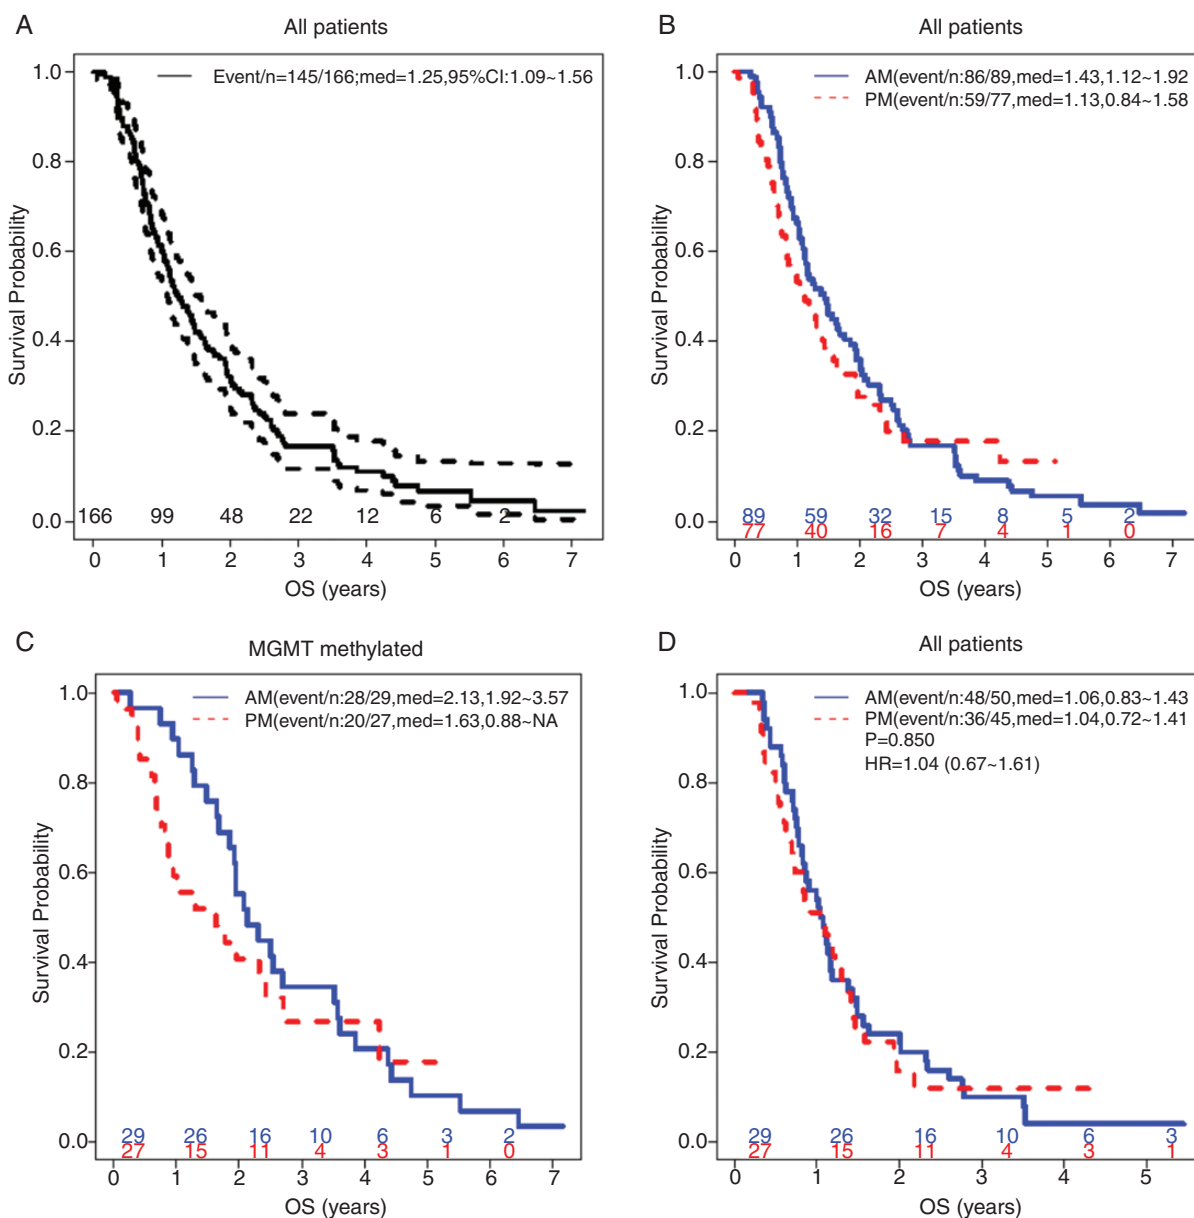 A
All patients
Event/n=145/166;med=1.25,95%CI:1.09~1.56
1.0
0.8
0.6
0.4
0.2
0.0
Survival Probability
166 99 48 22 12 6 2
0 1 2 3 4 5 6 7
OS (years)
B
All patients
AM(event/n:86/89,med=1.43,1.12~1.92
PM(event/n:59/77,med=1.13,0.84~1.58
1.0
0.8
0.6
0.4
0.2
0.0
Survival Probability
89 59 32 15 8 5 2
77 40 16 7 4 1 0
0 1 2 3 4 5 6 7
OS (years)
C
MGMT methylated
AM(event/n:28/29,med=2.13,1.92~3.57
PM(event/n:20/27,med=1.63,0.88~NA
1.0
0.8
0.6
0.4
0.2
0.0
Survival Probability
29 26 16 10 6 3 2
27 15 11 4 3 1 0
0 1 2 3 4 5 6 7
OS (years)
D
All patients
AM(event/n:48/50,med=1.06,0.83~1.43
PM(event/n:36/45,med=1.04,0.72~1.41
P=0.850
HR=1.04 (0.67~1.61)
1.0
0.8
0.6
0.4
0.2
0.0
Survival Probability
29 26 16 10 6 3
27 15 11 4 3 1
0 1 2 3 4 5
OS (years)